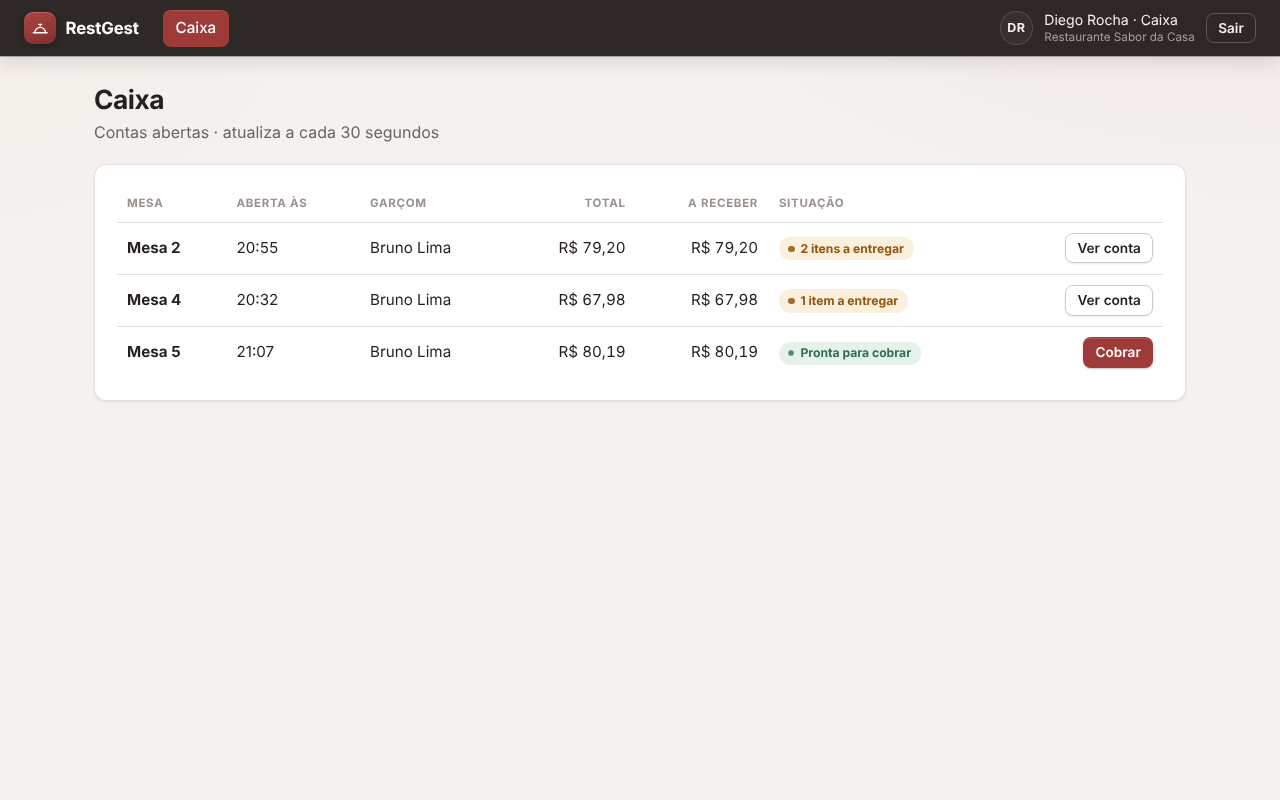 RestGest
Caixa
DR
Diego Rocha · Caixa
Restaurante Sabor da Casa
Sair
Caixa
Contas abertas · atualiza a cada 30 segundos
MESA ABERTA ÀS GARÇOM TOTAL A RECEBER SITUAÇÃO
Mesa 2 20:55 Bruno Lima R$ 79,20 R$ 79,20 2 itens a entregar Ver conta
Mesa 4 20:32 Bruno Lima R$ 67,98 R$ 67,98 1 item a entregar Ver conta
Mesa 5 21:07 Bruno Lima R$ 80,19 R$ 80,19 Pronta para cobrar Cobrar